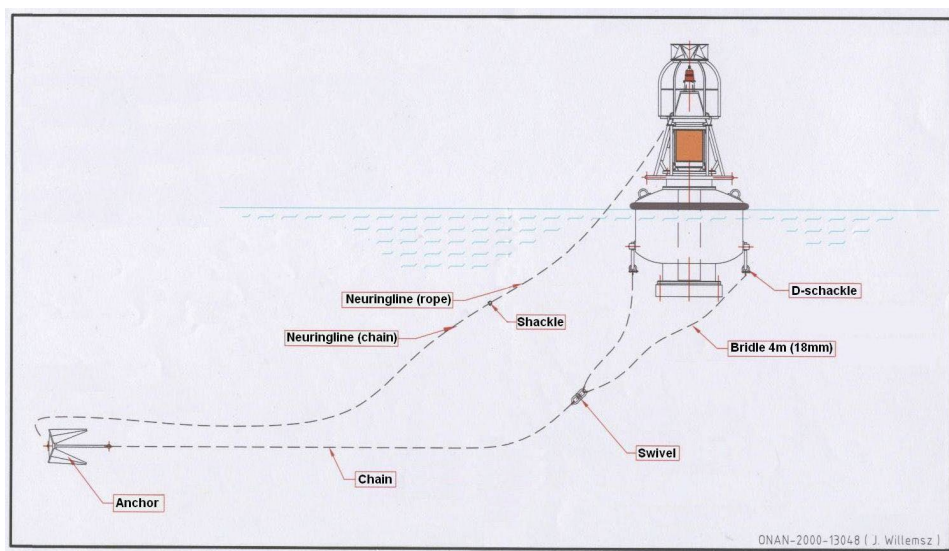 Neuringline (rope)
D-schackle
Shackle
Neuringline (chain)
Bridle 4m (18mm)
Swivel
Chain
Anchor
ONAN-2000-13048 ( J. Willemsz )